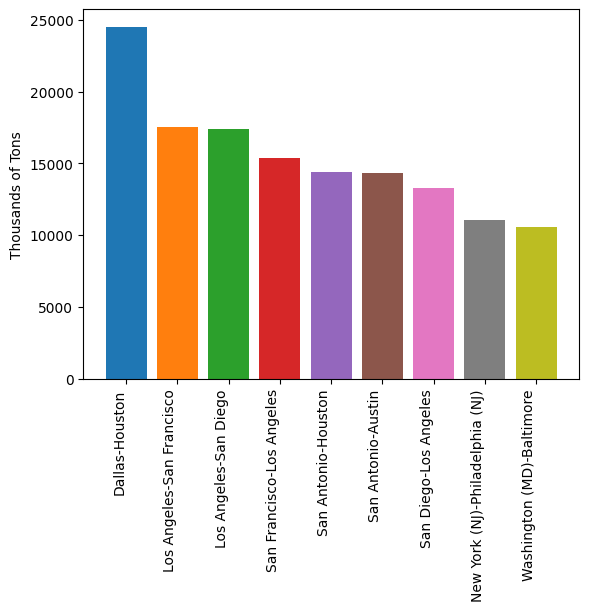 25000
20000
15000
10000
5000
0
Thousands of Tons
Dallas-Houston
Los Angeles-San Francisco
Los Angeles-San Diego
San Francisco-Los Angeles
San Antonio-Houston
San Antonio-Austin
San Diego-Los Angeles
New York (NJ)-Philadelphia (NJ)
Washington (MD)-Baltimore